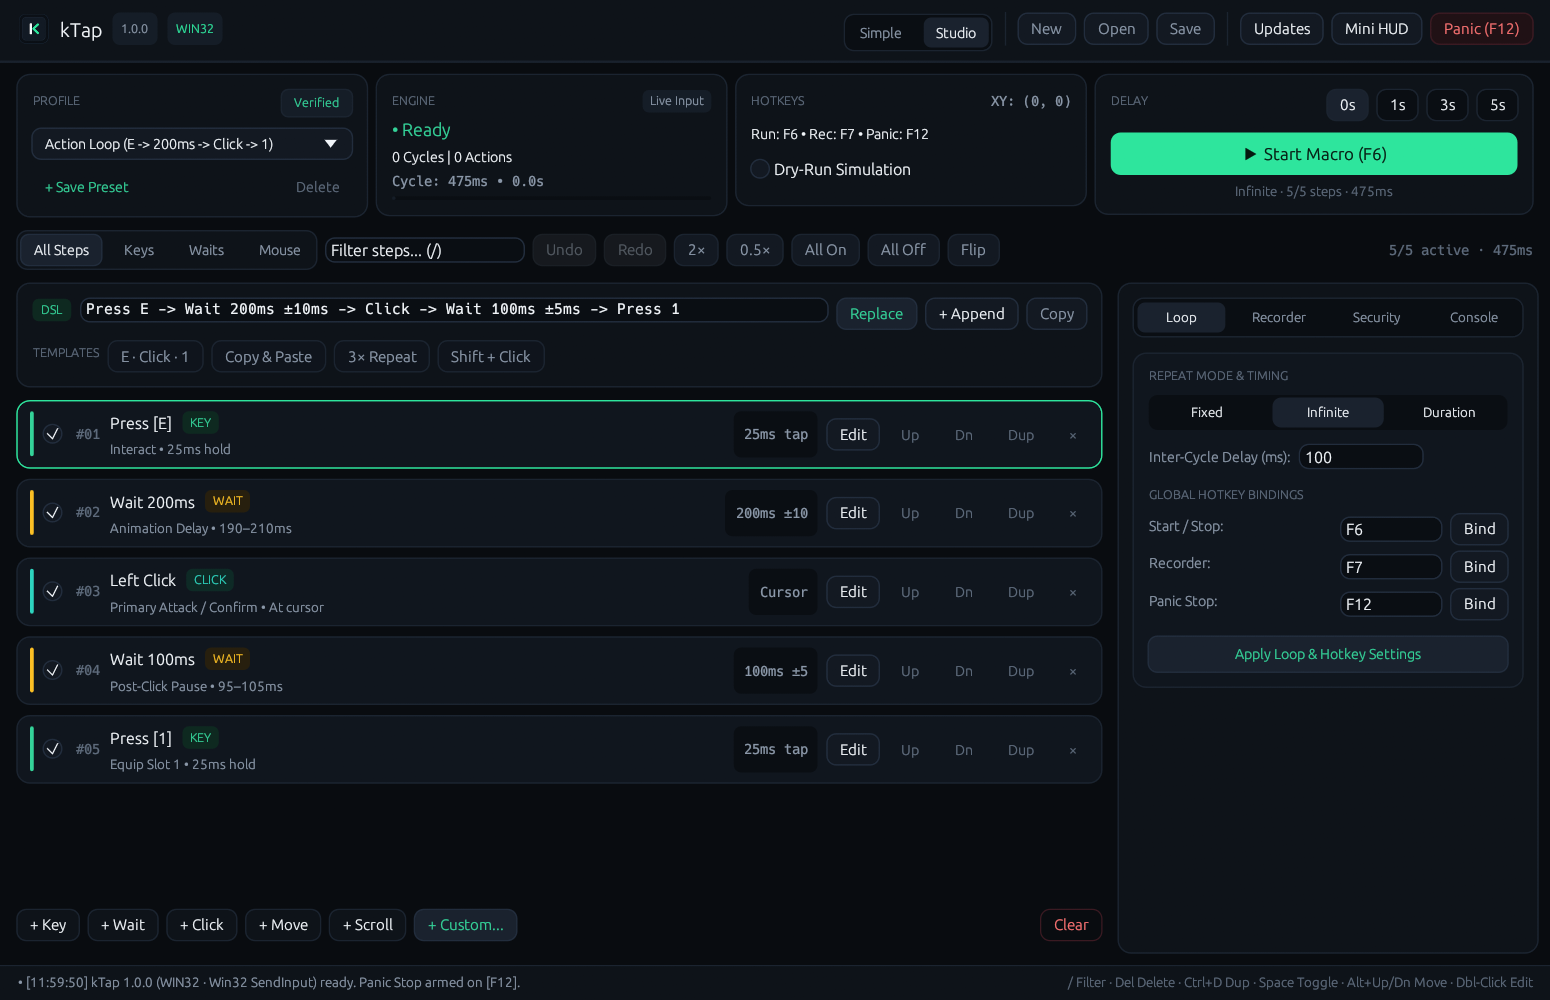 K kTap 1.0.0 WIN32 Simple Studio New Open Save Updates Mini HUD Panic (F12)
PROFILE Verified
Action Loop (E -> 200ms -> Click -> 1) ▼
+ Save Preset Delete
ENGINE Live Input
• Ready
0 Cycles | 0 Actions
Cycle: 475ms • 0.0s
HOTKEYS XY: (0, 0)
Run: F6 • Rec: F7 • Panic: F12
Dry-Run Simulation
DELAY 0s 1s 3s 5s
▶ Start Macro (F6)
Infinite · 5/5 steps · 475ms
All Steps Keys Waits Mouse Filter steps... (/) Undo Redo 2× 0.5× All On All Off Flip 5/5 active · 475ms
DSL Press E -> Wait 200ms ±10ms -> Click -> Wait 100ms ±5ms -> Press 1 Replace + Append Copy
TEMPLATES E · Click · 1 Copy & Paste 3× Repeat Shift + Click
#01 Press [E] KEY 25ms tap Edit Up Dn Dup ×
Interact • 25ms hold
#02 Wait 200ms WAIT 200ms ±10 Edit Up Dn Dup ×
Animation Delay • 190–210ms
#03 Left Click CLICK Cursor Edit Up Dn Dup ×
Primary Attack / Confirm • At cursor
#04 Wait 100ms WAIT 100ms ±5 Edit Up Dn Dup ×
Post-Click Pause • 95–105ms
#05 Press [1] KEY 25ms tap Edit Up Dn Dup ×
Equip Slot 1 • 25ms hold
+ Key + Wait + Click + Move + Scroll + Custom... Clear
Loop Recorder Security Console
REPEAT MODE & TIMING
Fixed Infinite Duration
Inter-Cycle Delay (ms): 100
GLOBAL HOTKEY BINDINGS
Start / Stop: F6 Bind
Recorder: F7 Bind
Panic Stop: F12 Bind
Apply Loop & Hotkey Settings
• [11:59:50] kTap 1.0.0 (WIN32 · Win32 SendInput) ready. Panic Stop armed on [F12].
/ Filter · Del Delete · Ctrl+D Dup · Space Toggle · Alt+Up/Dn Move · Dbl-Click Edit